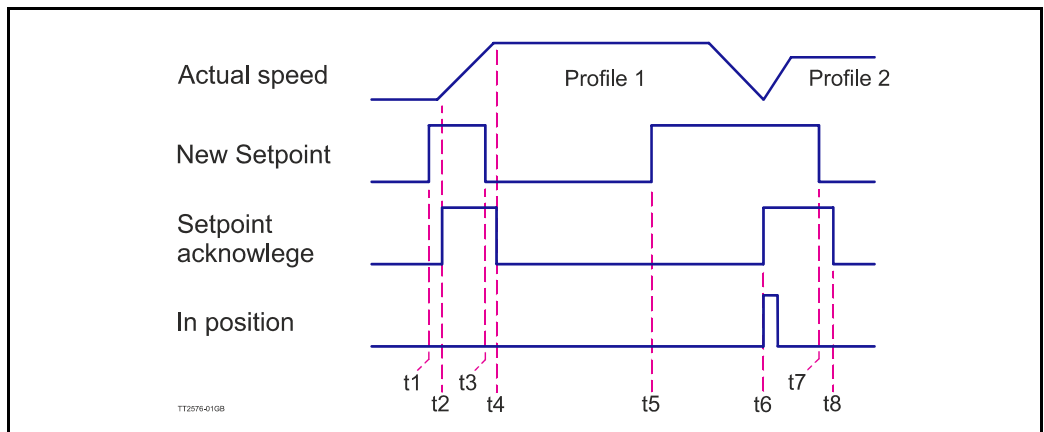 Actual speed
Profile 1
Profile 2
New Setpoint
Setpoint
acknowlege
In position
t1
t3
t7
t2
t4
t5
t6
t8
TT2576-01GB